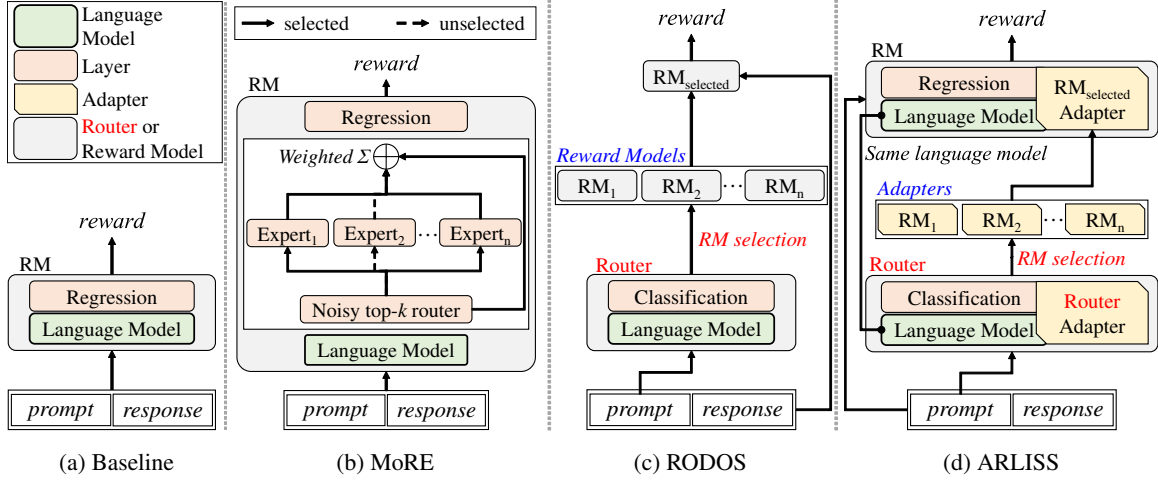 Language
Model
Layer
Adapter
Router or
Reward Model
reward
RM
Regression
Language Model
prompt response
(a) Baseline
selected unselected
reward
RM
Regression
Weighted Σ
Expert1 Expert2 ... Expertn
Noisy top-k router
Language Model
prompt response
(b) MoRE
reward
RMselected
Reward Models
RM1 RM2 ... RMn
RM selection
Router
Classification
Language Model
prompt response
(c) RODOS
reward
RM
Regression
Language Model
RMselected
Adapter
Same language model
Adapters
RM1 RM2 ... RMn
RM selection
Router
Classification
Language Model
Router
Adapter
prompt response
(d) ARLISS